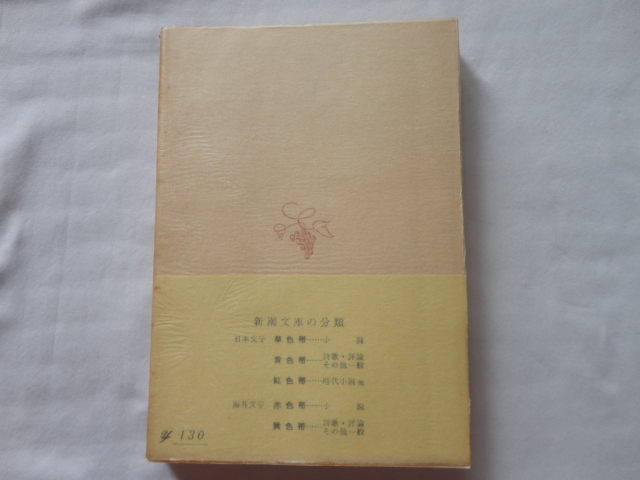 新潮文庫の分類
日本文学 単色帯……小説
青色帯……詩歌・評論
その他一般
紅色帯……時代小説他
海外文学 赤色帯……小説
黄色帯……詩歌・評論
その他一般
¥ 130